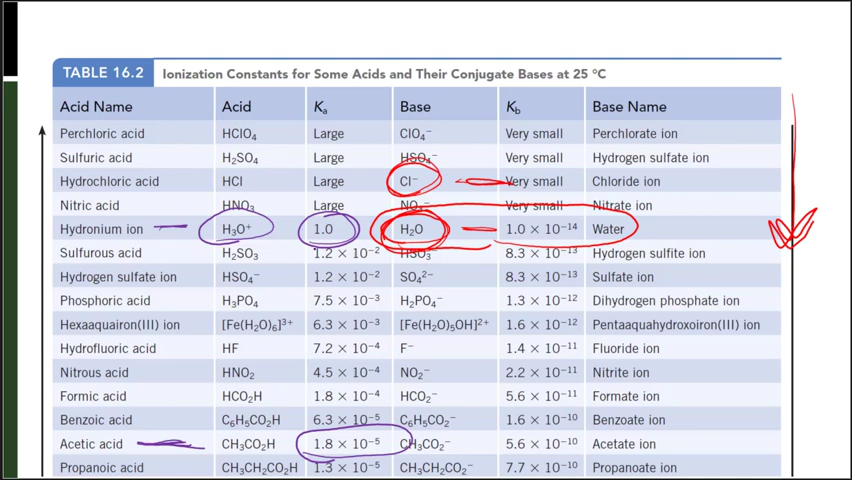 TABLE 16.2 Ionization Constants for Some Acids and Their Conjugate Bases at 25 °C
Acid Name Acid Kₐ Base K_b Base Name
Perchloric acid HClO₄ Large ClO₄⁻ Very small Perchlorate ion
Sulfuric acid H₂SO₄ Large HSO₄⁻ Very small Hydrogen sulfate ion
Hydrochloric acid HCl Large Cl⁻ Very small Chloride ion
Nitric acid HNO₃ Large NO₃⁻ Very small Nitrate ion
Hydronium ion H₃O⁺ 1.0 H₂O 1.0 × 10⁻¹⁴ Water
Sulfurous acid H₂SO₃ 1.2 × 10⁻² HSO₃⁻ 8.3 × 10⁻¹³ Hydrogen sulfite ion
Hydrogen sulfate ion HSO₄⁻ 1.2 × 10⁻² SO₄²⁻ 8.3 × 10⁻¹³ Sulfate ion
Phosphoric acid H₃PO₄ 7.5 × 10⁻³ H₂PO₄⁻ 1.3 × 10⁻¹² Dihydrogen phosphate ion
Hexaaquairon(III) ion [Fe(H₂O)₆]³⁺ 6.3 × 10⁻³ [Fe(H₂O)₅OH]²⁺ 1.6 × 10⁻¹² Pentaaquahydroxoiron(III) ion
Hydrofluoric acid HF 7.2 × 10⁻⁴ F⁻ 1.4 × 10⁻¹¹ Fluoride ion
Nitrous acid HNO₂ 4.5 × 10⁻⁴ NO₂⁻ 2.2 × 10⁻¹¹ Nitrite ion
Formic acid HCO₂H 1.8 × 10⁻⁴ HCO₂⁻ 5.6 × 10⁻¹¹ Formate ion
Benzoic acid C₆H₅CO₂H 6.3 × 10⁻⁵ C₆H₅CO₂⁻ 1.6 × 10⁻¹⁰ Benzoate ion
Acetic acid CH₃CO₂H 1.8 × 10⁻⁵ CH₃CO₂⁻ 5.6 × 10⁻¹⁰ Acetate ion
Propanoic acid CH₃CH₂CO₂H 1.3 × 10⁻⁵ CH₃CH₂CO₂⁻ 7.7 × 10⁻¹⁰ Propanoate ion